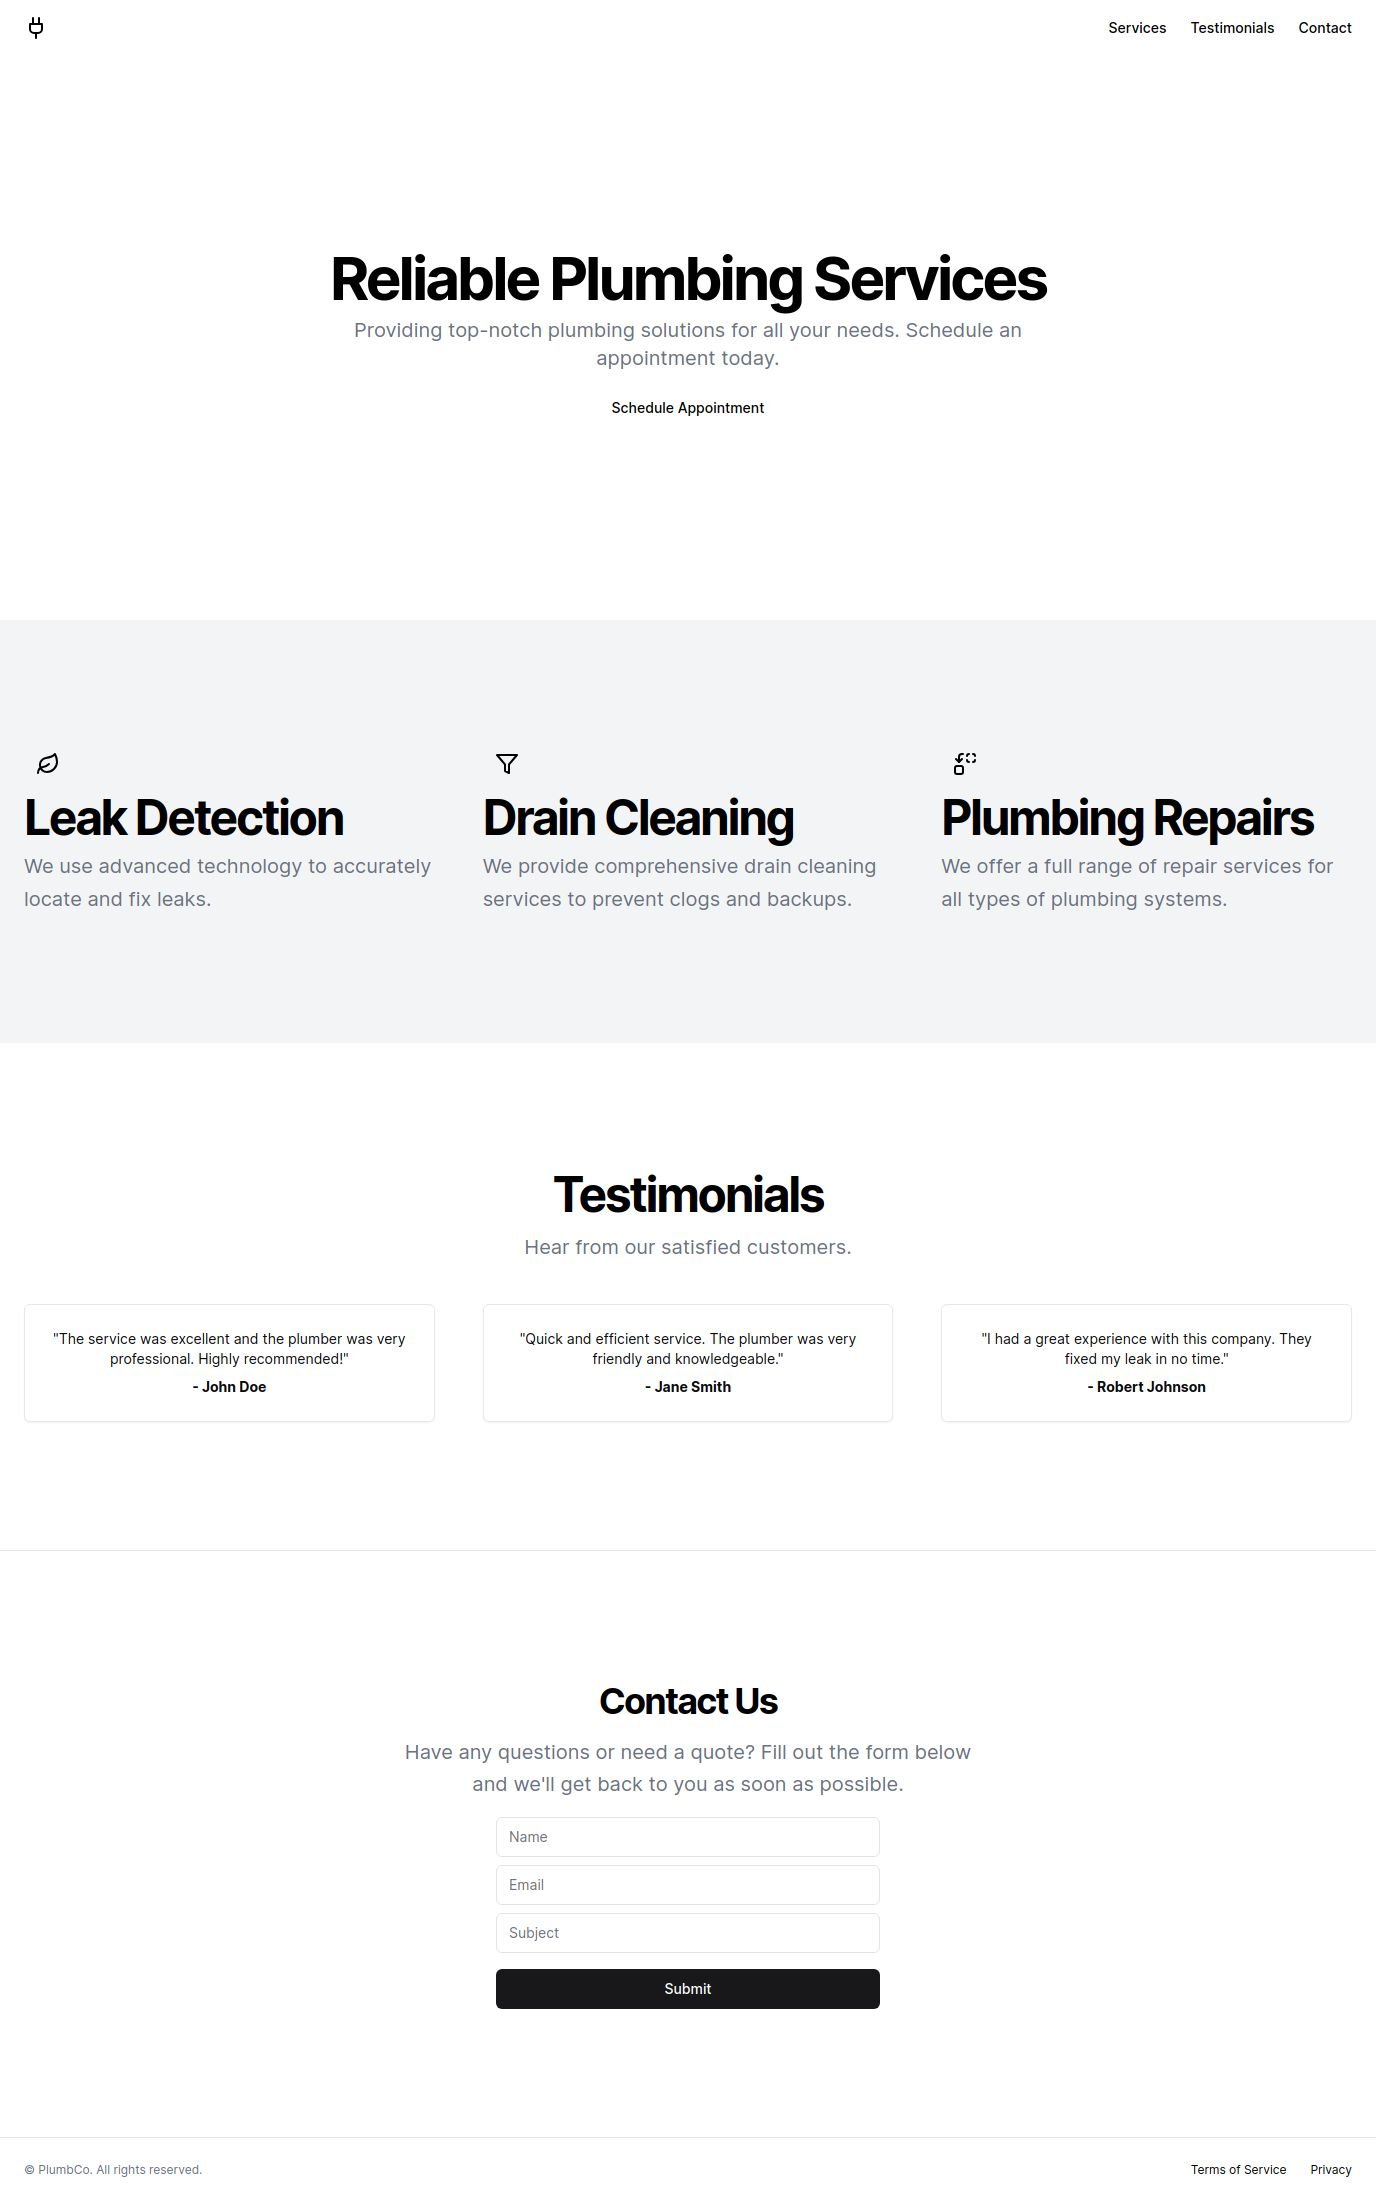 Services Testimonials Contact
Reliable Plumbing Services
Providing top-notch plumbing solutions for all your needs. Schedule an
appointment today.
Schedule Appointment
Leak Detection
We use advanced technology to accurately
locate and fix leaks.
Drain Cleaning
We provide comprehensive drain cleaning
services to prevent clogs and backups.
Plumbing Repairs
We offer a full range of repair services for
all types of plumbing systems.
Testimonials
Hear from our satisfied customers.
"The service was excellent and the plumber was very
professional. Highly recommended!"
- John Doe
"Quick and efficient service. The plumber was very
friendly and knowledgeable."
- Jane Smith
"I had a great experience with this company. They
fixed my leak in no time."
- Robert Johnson
Contact Us
Have any questions or need a quote? Fill out the form below
and we'll get back to you as soon as possible.
Name
Email
Subject
Submit
© PlumbCo. All rights reserved.
Terms of Service Privacy